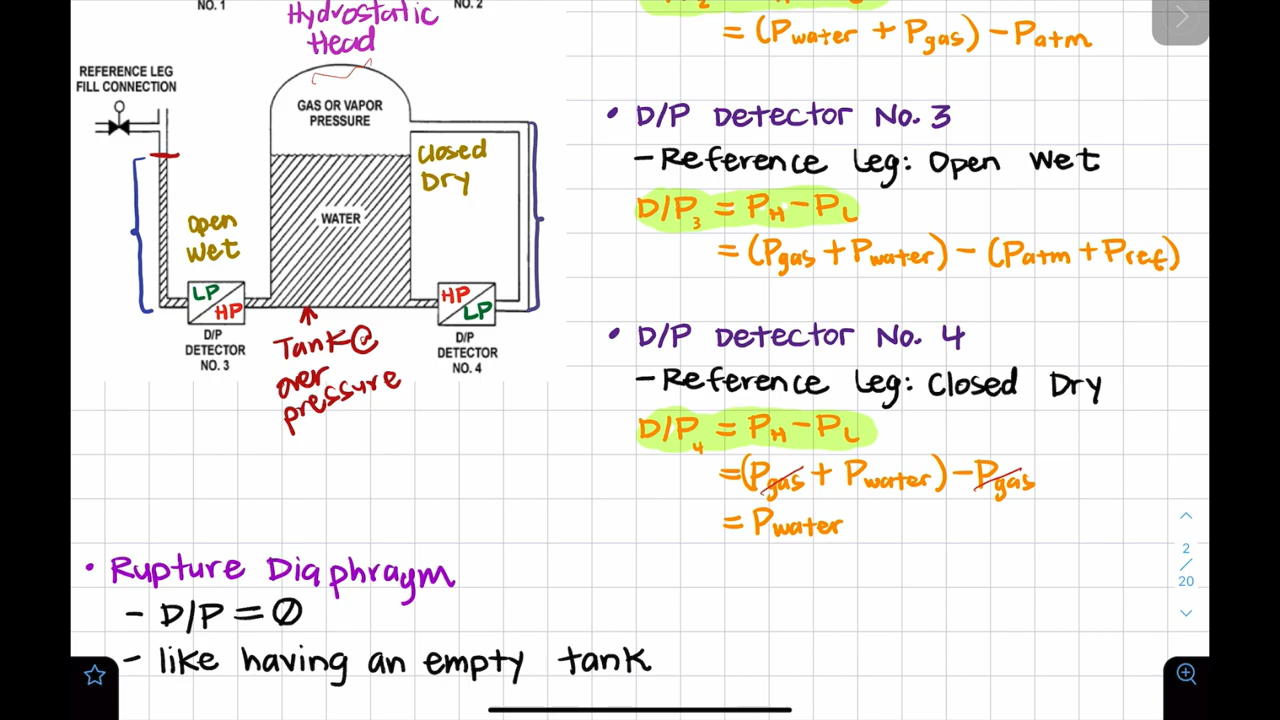 NO. 1
NO. 2
Hydrostatic
Head
REFERENCE LEG
FILL CONNECTION
GAS OR VAPOR
PRESSURE
Closed
Dry
Open
Wet
WATER
LP
HP
HP
LP
D/P
DETECTOR
NO. 3
D/P
DETECTOR
NO. 4
Tank@
over
pressure
• Rupture Diaphragm
- D/P = Ø
- like having an empty tank
= (Pwater + Pgas) - Patm
• D/P Detector No. 3
- Reference Leg: Open Wet
D/P3 = PH - PL
= (Pgas + Pwater) - (Patm + Pref)
• D/P Detector No. 4
- Reference Leg: Closed Dry
D/P4 = PH - PL
= (Pgas + Pwater) - Pgas
= Pwater
2
/
20